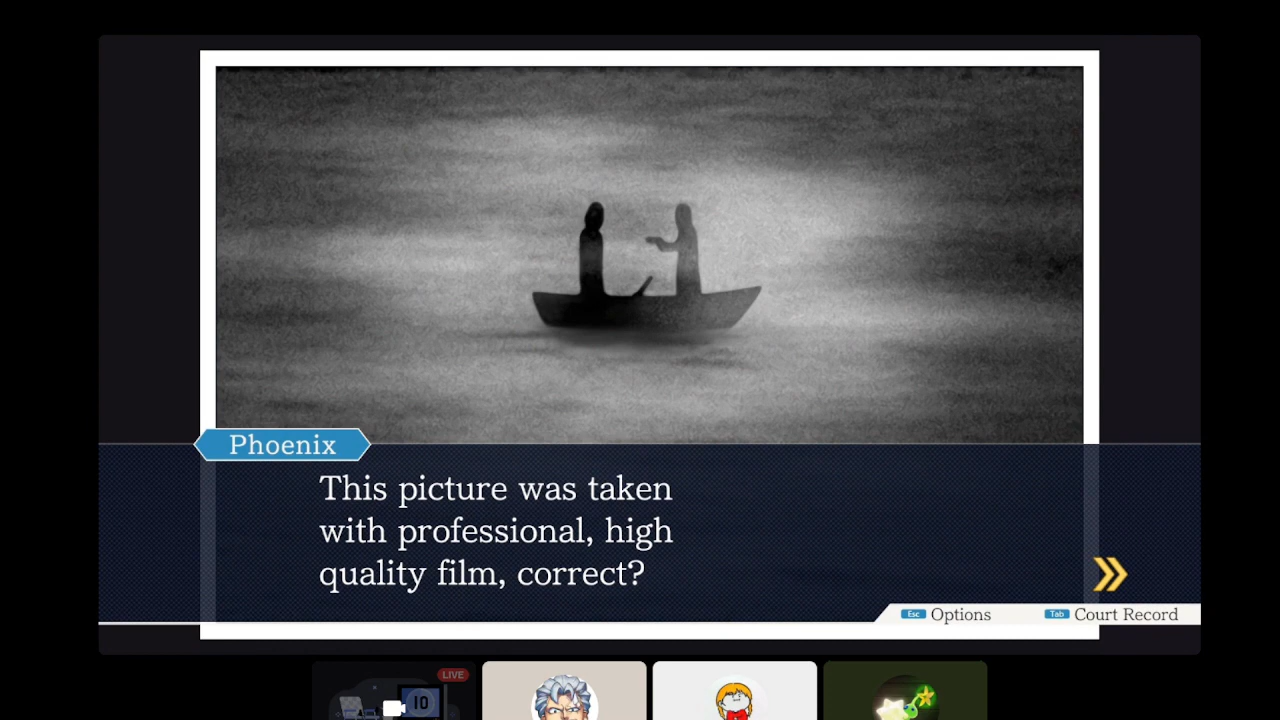 Phoenix
This picture was taken
with professional, high
quality film, correct?
Esc Options Tab Court Record
LIVE
10